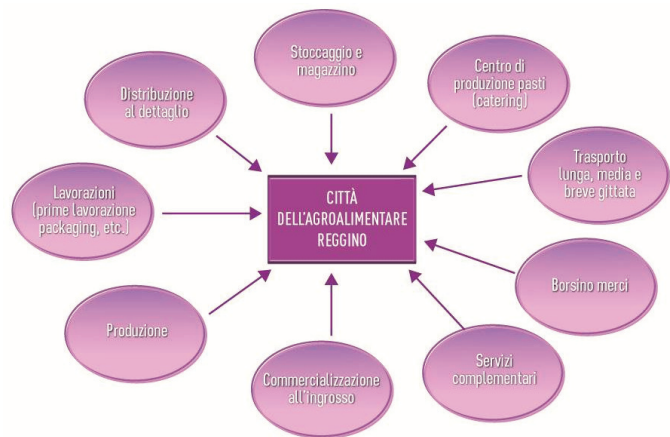 Stoccaggio e
magazzino
Centro di
produzione pasti
(catering)
Distribuzione
al dettaglio
Trasporto
lunga, media e
breve gittata
Lavorazioni
(prime lavorazione
packaging, etc.)
CITTÀ
DELL'AGROALIMENTARE
REGGINO
Borsino merci
Produzione
Servizi
complementari
Commercializzazione
all'ingrosso